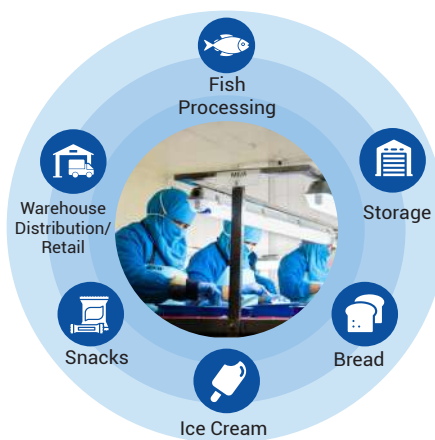 Fish
Processing
Storage
Bread
Ice Cream
Snacks
Warehouse
Distribution/
Retail